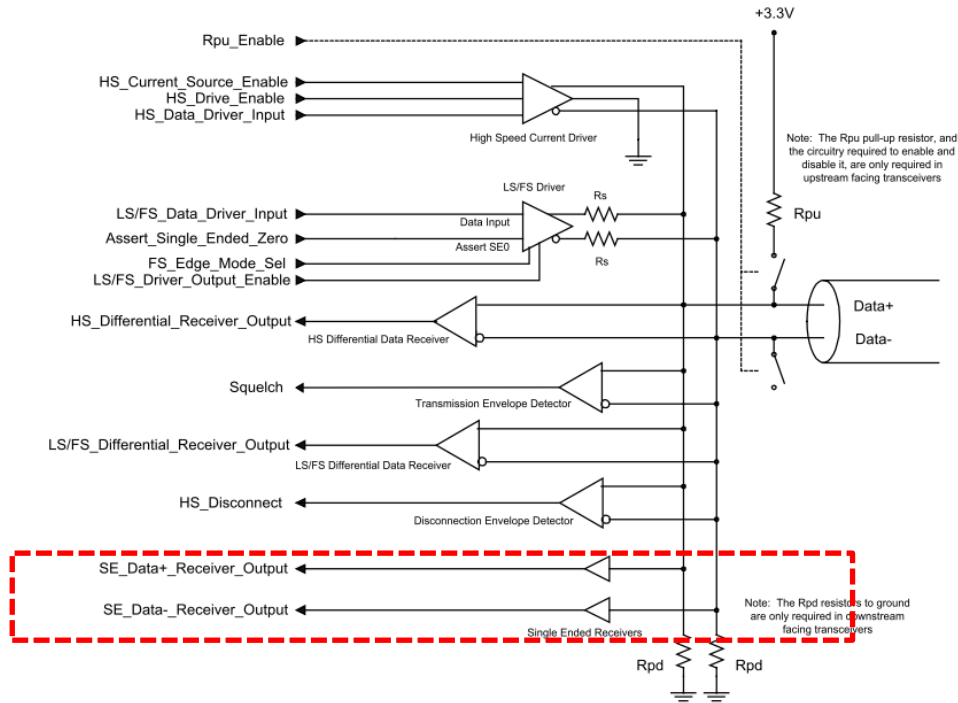 +3.3V
Rpu_Enable
HS_Current_Source_Enable
HS_Drive_Enable
HS_Data_Driver_Input
High Speed Current Driver
Note: The Rpu pull-up resistor, and
the circuitry required to enable and
disable it, are only required in
upstream facing transceivers
LS/FS Driver
Rs
LS/FS_Data_Driver_Input
Data Input
Rpu
Assert_Single_Ended_Zero
Assert SE0
FS_Edge_Mode_Sel
Rs
LS/FS_Driver_Output_Enable
Data+
HS_Differential_Receiver_Output
HS Differential Data Receiver
Data-
Squelch
Transmission Envelope Detector
LS/FS_Differential_Receiver_Output
LS/FS Differential Data Receiver
HS_Disconnect
Disconnection Envelope Detector
SE_Data+_Receiver_Output
SE_Data-_Receiver_Output
Note: The Rpd resistors to ground
are only required in downstream
facing transceivers
Single Ended Receivers
Rpd
Rpd